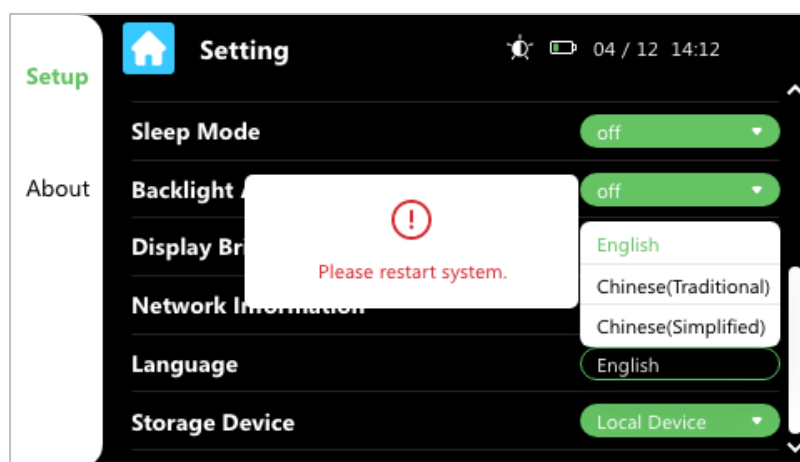 Setup
About
Setting
04 / 12 14:12
Sleep Mode
off
Backlight
off
Please restart system.
Display
English
Chinese(Traditional)
Chinese(Simplified)
Network Information
Language
English
Storage Device
Local Device